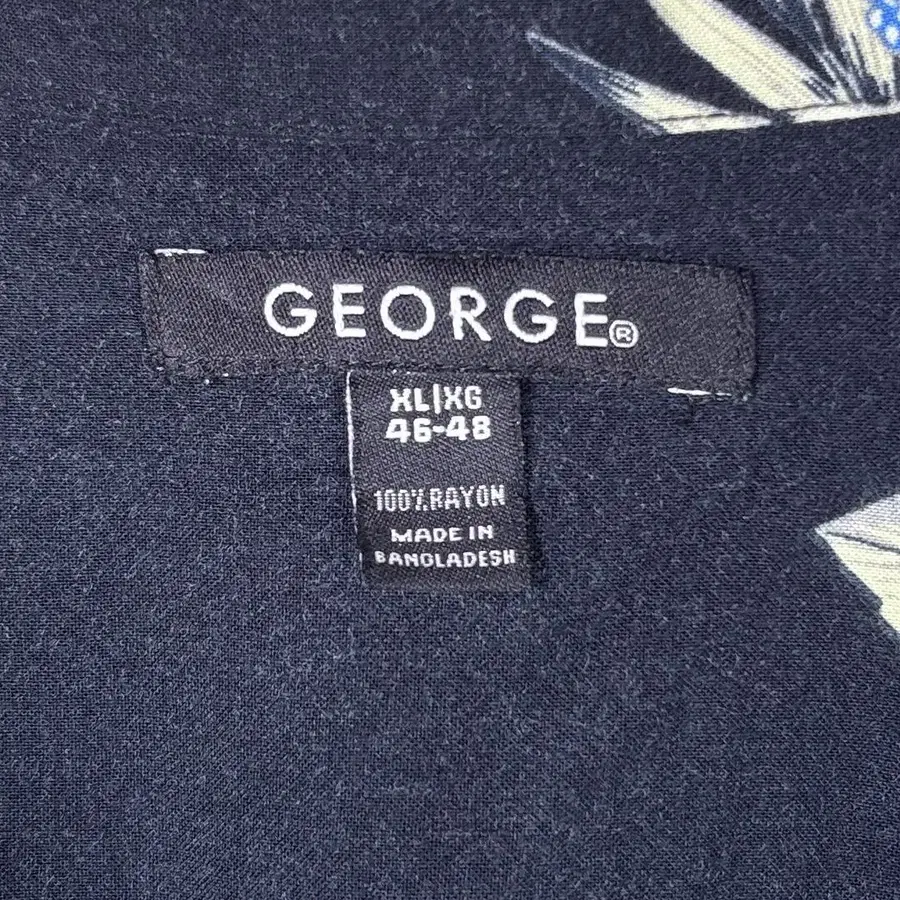 GEORGE®
XL|XG
46-48
100% RAYON
MADE IN
BANGLADESH